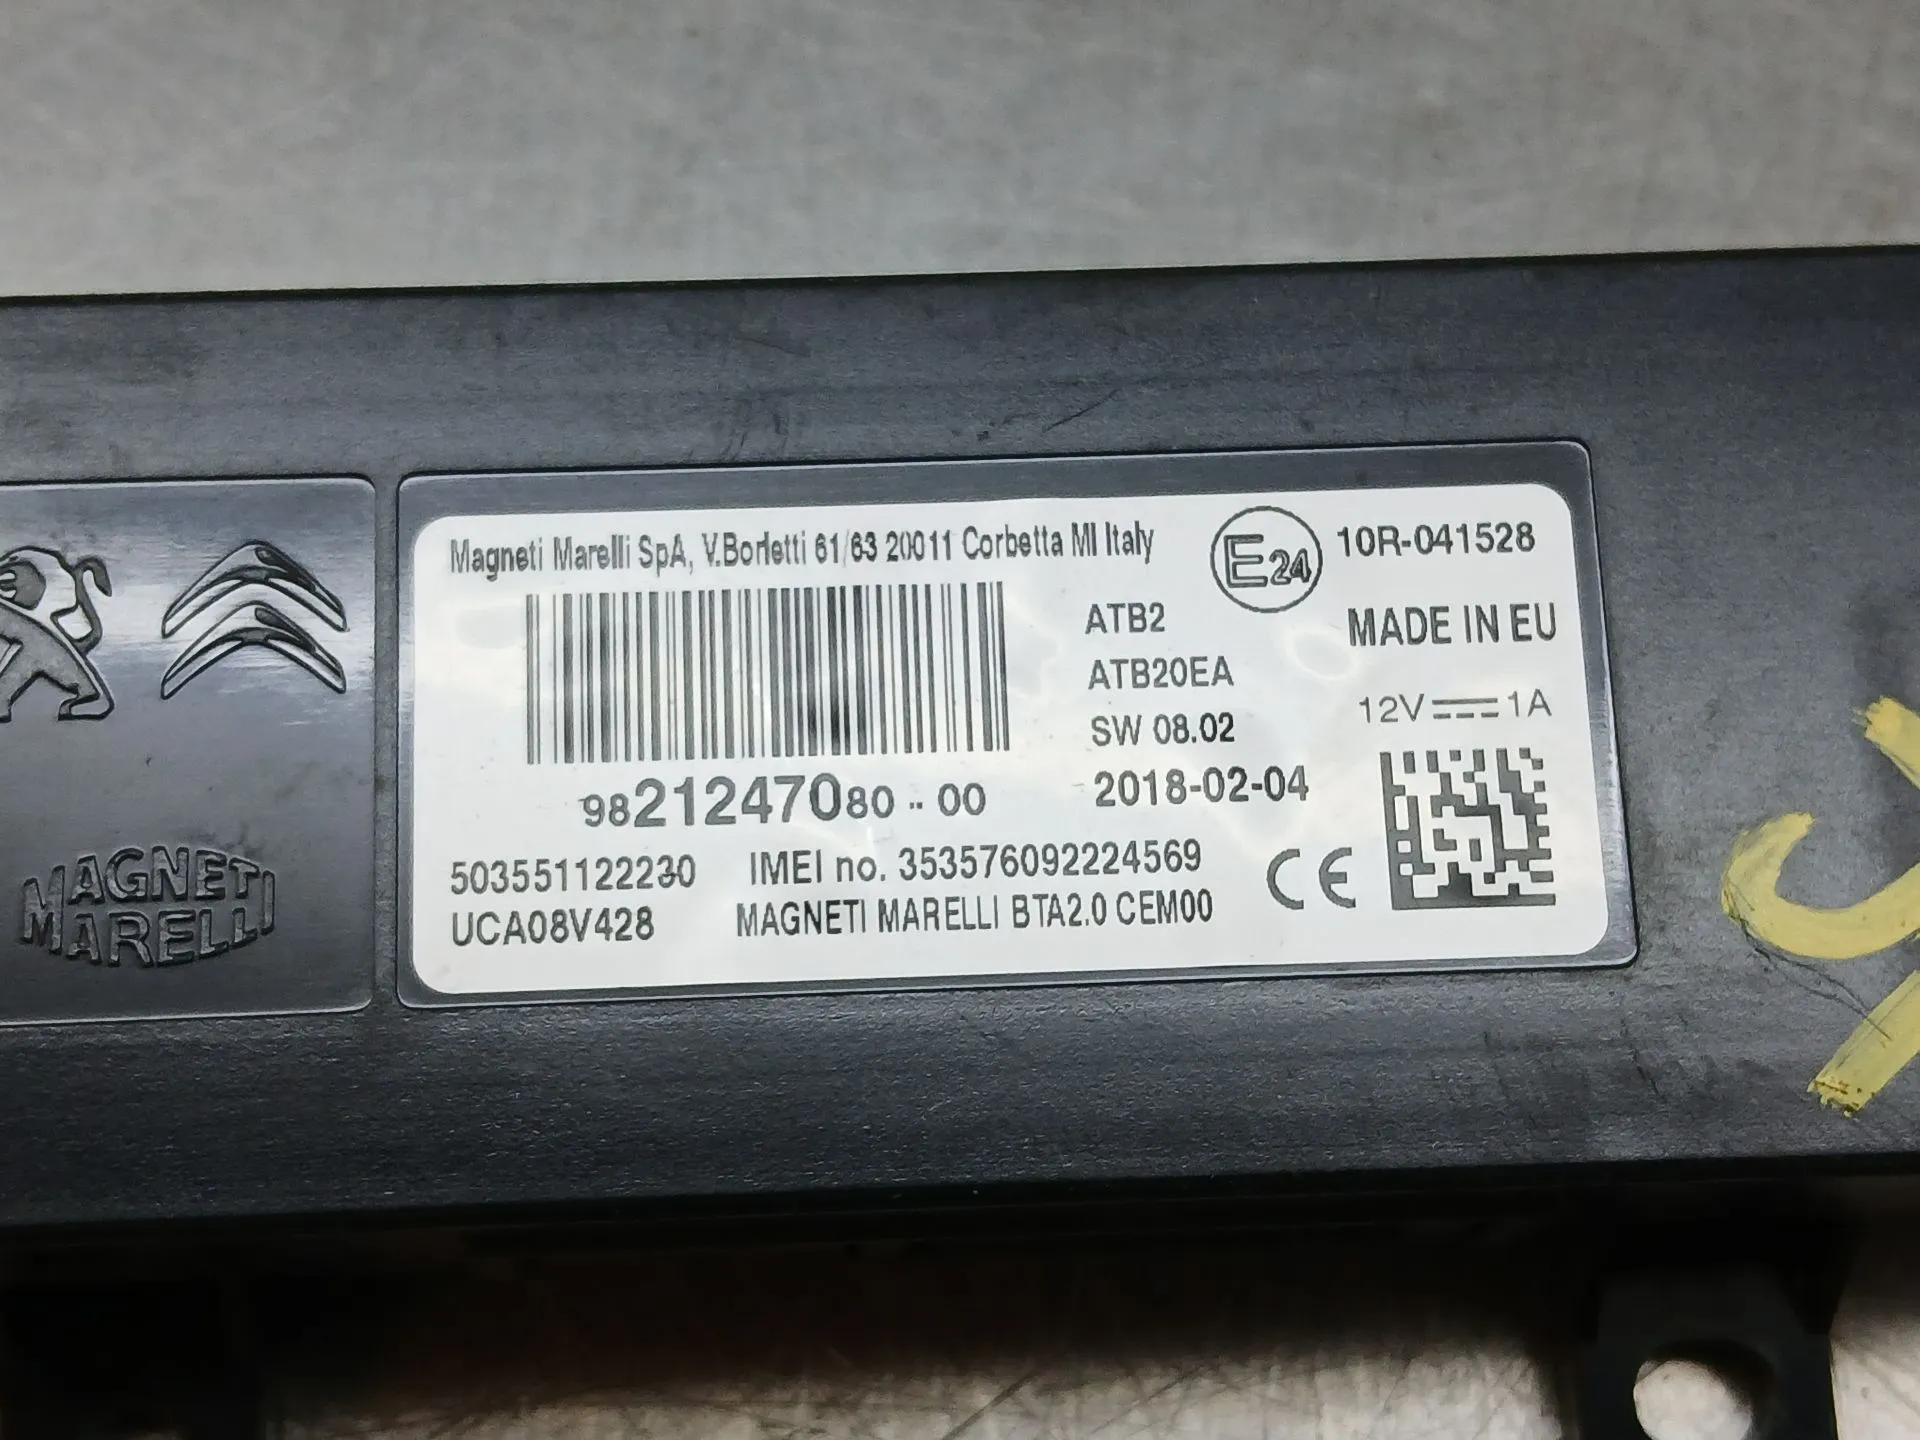 Magneti Marelli SpA, V.Borletti 61/63 20011 Corbetta MI Italy
E24
10R-041528
ATB2
MADE IN EU
ATB20EA
12V 1A
SW 08.02
9821247080-00
2018-02-04
503551122230
IMEI no. 353576092224569
CE
UCA08V428
MAGNETI MARELLI BTA2.0 CEM00
MAGNETI
MARELLI